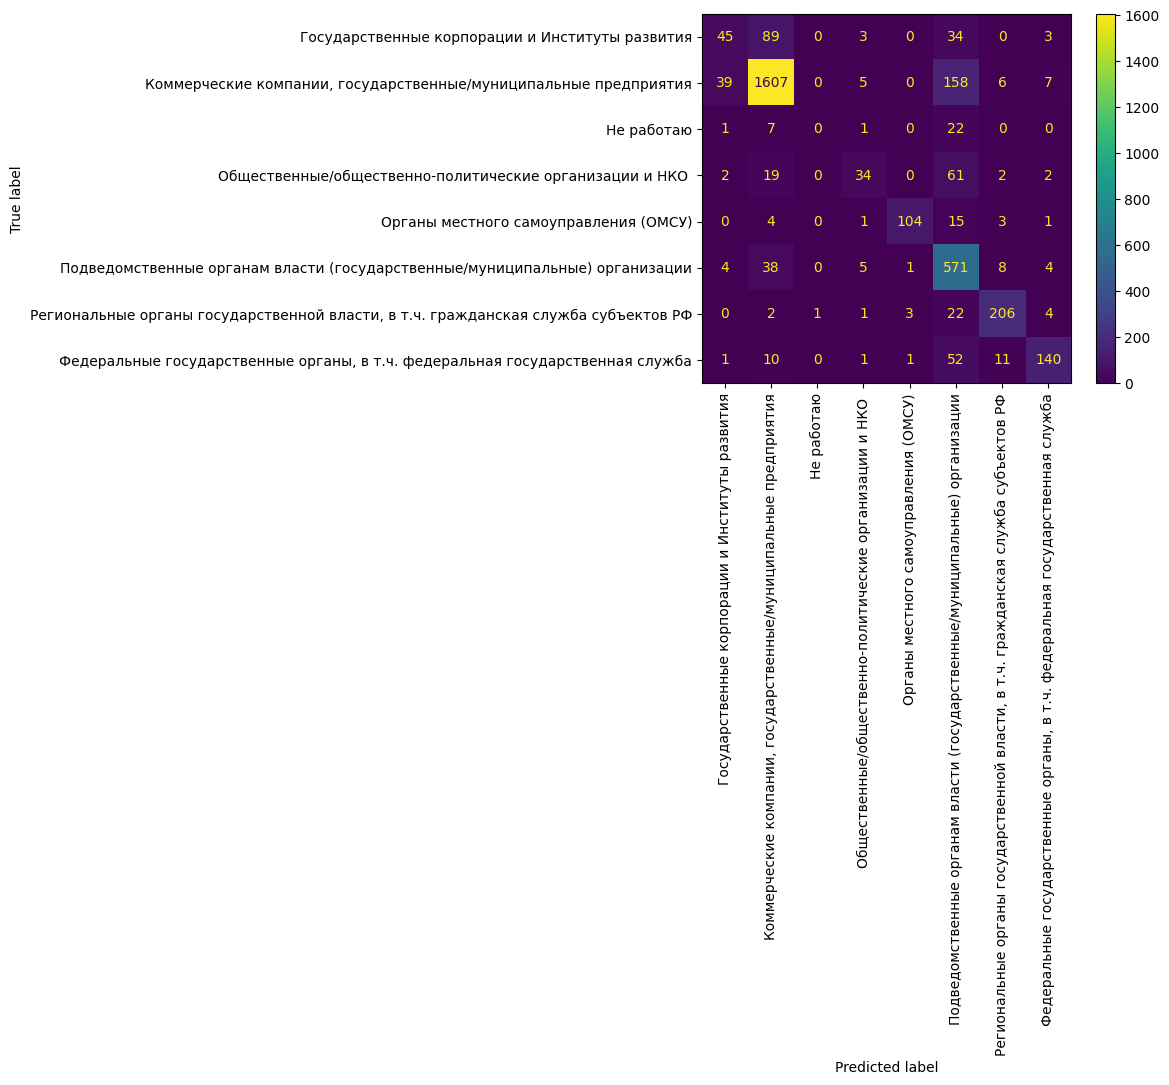 True label
Государственные корпорации и Институты развития 45 89 0 3 0 34 0 3
Коммерческие компании, государственные/муниципальные предприятия 39 1607 0 5 0 158 6 7
Не работаю 1 7 0 1 0 22 0 0
Общественные/общественно-политические организации и НКО 2 19 0 34 0 61 2 2
Органы местного самоуправления (ОМСУ) 0 4 0 1 104 15 3 1
Подведомственные органам власти (государственные/муниципальные) организации 4 38 0 5 1 571 8 4
Региональные органы государственной власти, в т.ч. гражданская служба субъектов РФ 0 2 1 1 3 22 206 4
Федеральные государственные органы, в т.ч. федеральная государственная служба 1 10 0 1 1 52 11 140
1600
1400
1200
1000
800
600
400
200
0
Государственные корпорации и Институты развития
Коммерческие компании, государственные/муниципальные предприятия
Не работаю
Общественные/общественно-политические организации и НКО
Органы местного самоуправления (ОМСУ)
Подведомственные органам власти (государственные/муниципальные) организации
Региональные органы государственной власти, в т.ч. гражданская служба субъектов РФ
Федеральные государственные органы, в т.ч. федеральная государственная служба
Predicted label